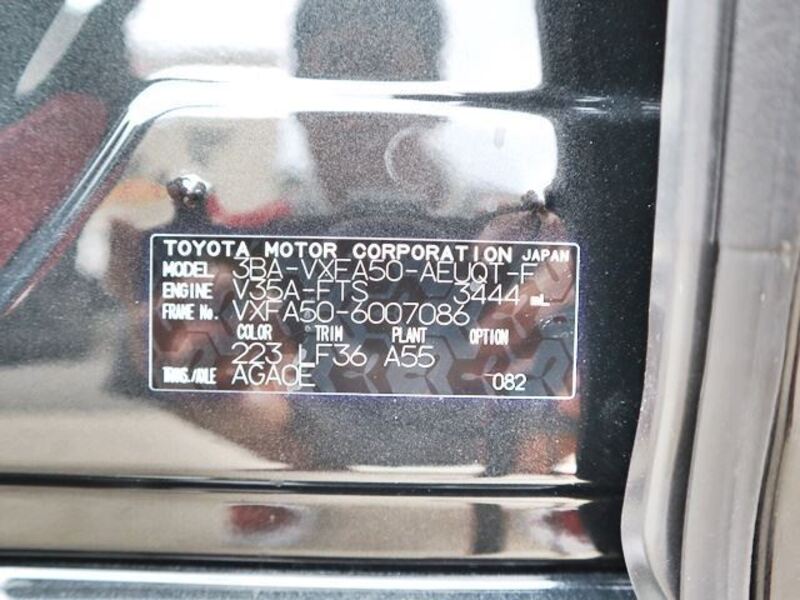 TOYOTA MOTOR CORPORATION JAPAN
MODEL 3BA-VXFA50-AEUQT-F
ENGINE V35A-FTS 3444 mL
FRAME No. VXFA50-6007086
COLOR TRIM PLANT OPTION
223 LF36 A55
TRANS./AXLE AGA0E 082